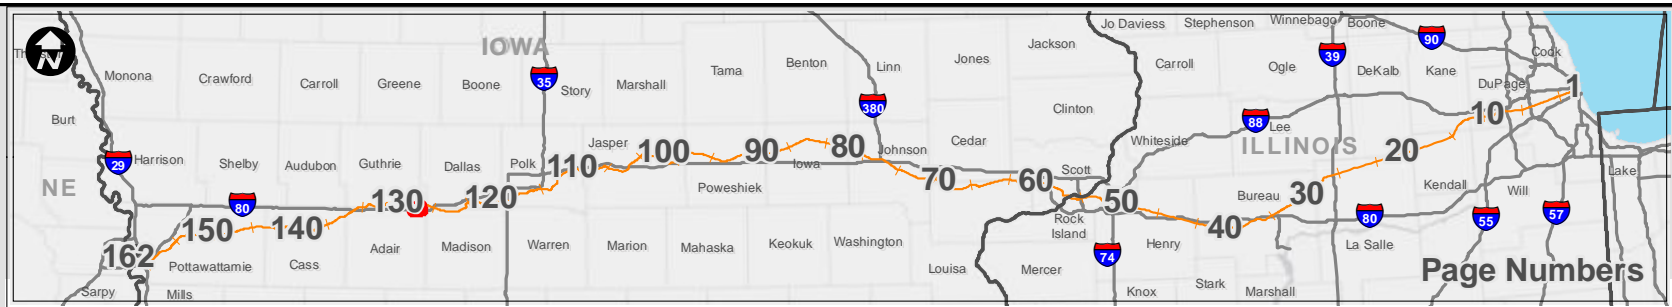 N
Jo Daviess Stephenson Winnebago Boone
90
IOWA
Jackson
39
Cock
Monona Crawford Carroll Greene Boone 35 Story Marshall Tama Benton Linn Jones Carroll Ogle DeKalb Kane
DuPage 1
380
Clinton
10
Burt
88 Lee
Whiteside ILLINOIS
29 Harrison Shelby Audubon Guthrie Dallas Polk 110 Jasper 100 90 Iowa 80 Johnson Cedar 20
NE
80 130 120 Poweshiek 70 60 Scott 50 Bureau 30 Kendall Will Lake
162 150 140 Rock
Island 40 80 55 57
Adair Madison Warren Marion Mahaska Keokuk Washington Henry La Salle
74
Pottawattamie Cass Louisa Mercer Page Numbers
Sarpy Mills Knox Stark Marshall